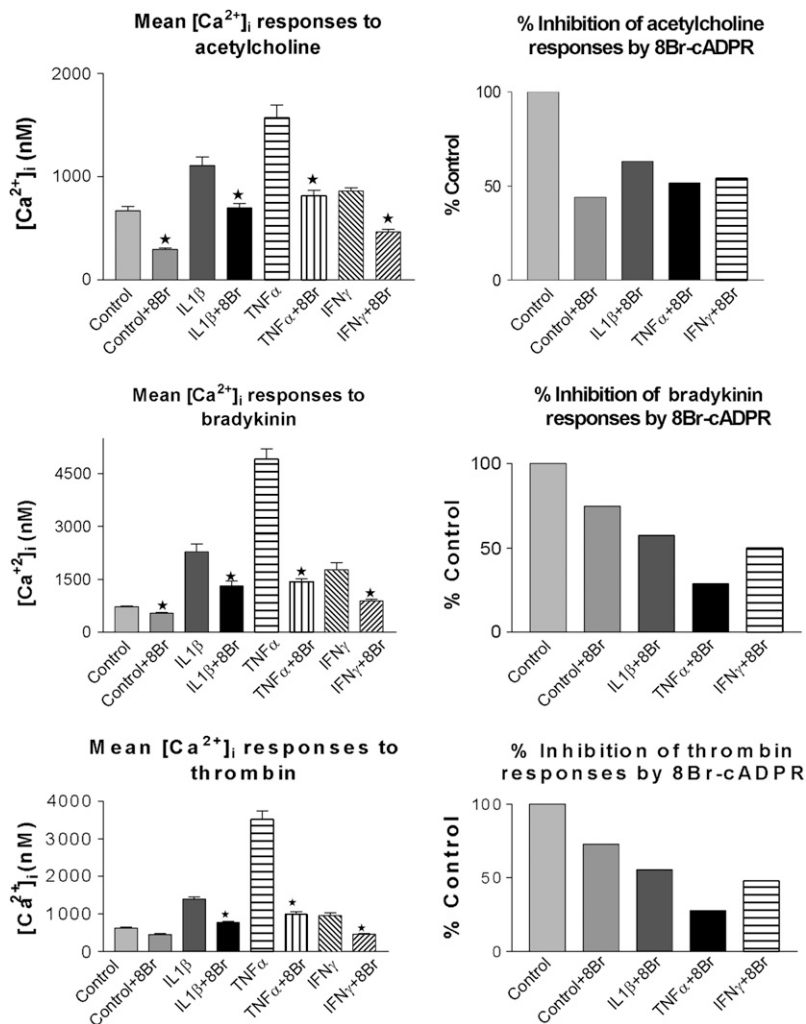 Mean [Ca²⁺]ᵢ responses to
acetylcholine
2000
1000
0
[Ca²⁺]ᵢ (nM)
Control
Control+8Br
IL1β
IL1β+8Br
TNFα
TNFα+8Br
IFNγ
IFNγ+8Br
% Inhibition of acetylcholine
responses by 8Br-cADPR
100
50
0
% Control
Control
Control+8Br
IL1β+8Br
TNFα+8Br
IFNγ+8Br
Mean [Ca²⁺]ᵢ responses to
bradykinin
4500
3000
1500
0
[Ca⁺²]ᵢ (nM)
Control
Control+8Br
IL1β
IL1β+8Br
TNFα
TNFα+8Br
IFNγ
IFNγ+8Br
% Inhibition of bradykinin
responses by 8Br-cADPR
100
50
0
% Control
Control
Control+8Br
IL1β+8Br
TNFα+8Br
IFNγ+8Br
Mean [Ca²⁺]ᵢ responses to
thrombin
4000
3000
2000
1000
0
[Ca²⁺]ᵢ (nM)
Control
Control+8Br
IL1β
IL1β+8Br
TNFα
TNFα+8Br
IFNγ
IFNγ+8Br
% Inhibition of thrombin
responses by 8Br-cADPR
100
50
0
% Control
Control
Control+8Br
IL1β+8Br
TNFα+8Br
IFNγ+8Br